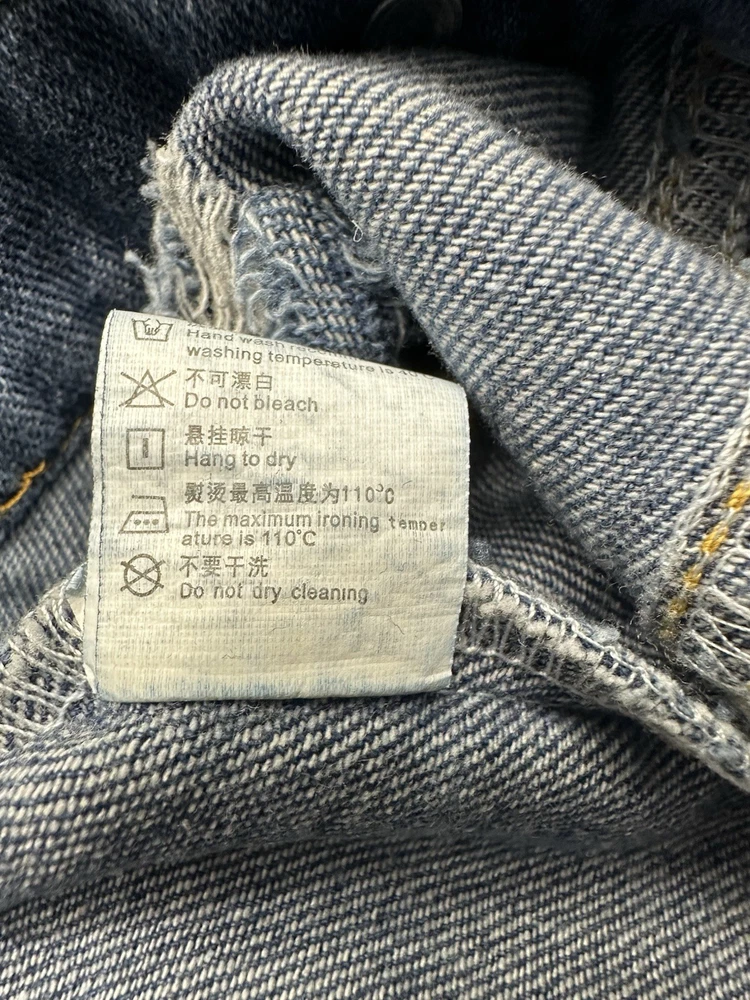 Hand wash
washing temperature is
不可漂白
Do not bleach
悬挂晾干
Hang to dry
熨烫最高温度为110℃
The maximum ironing temper
ature is 110℃
不要干洗
Do not dry cleaning